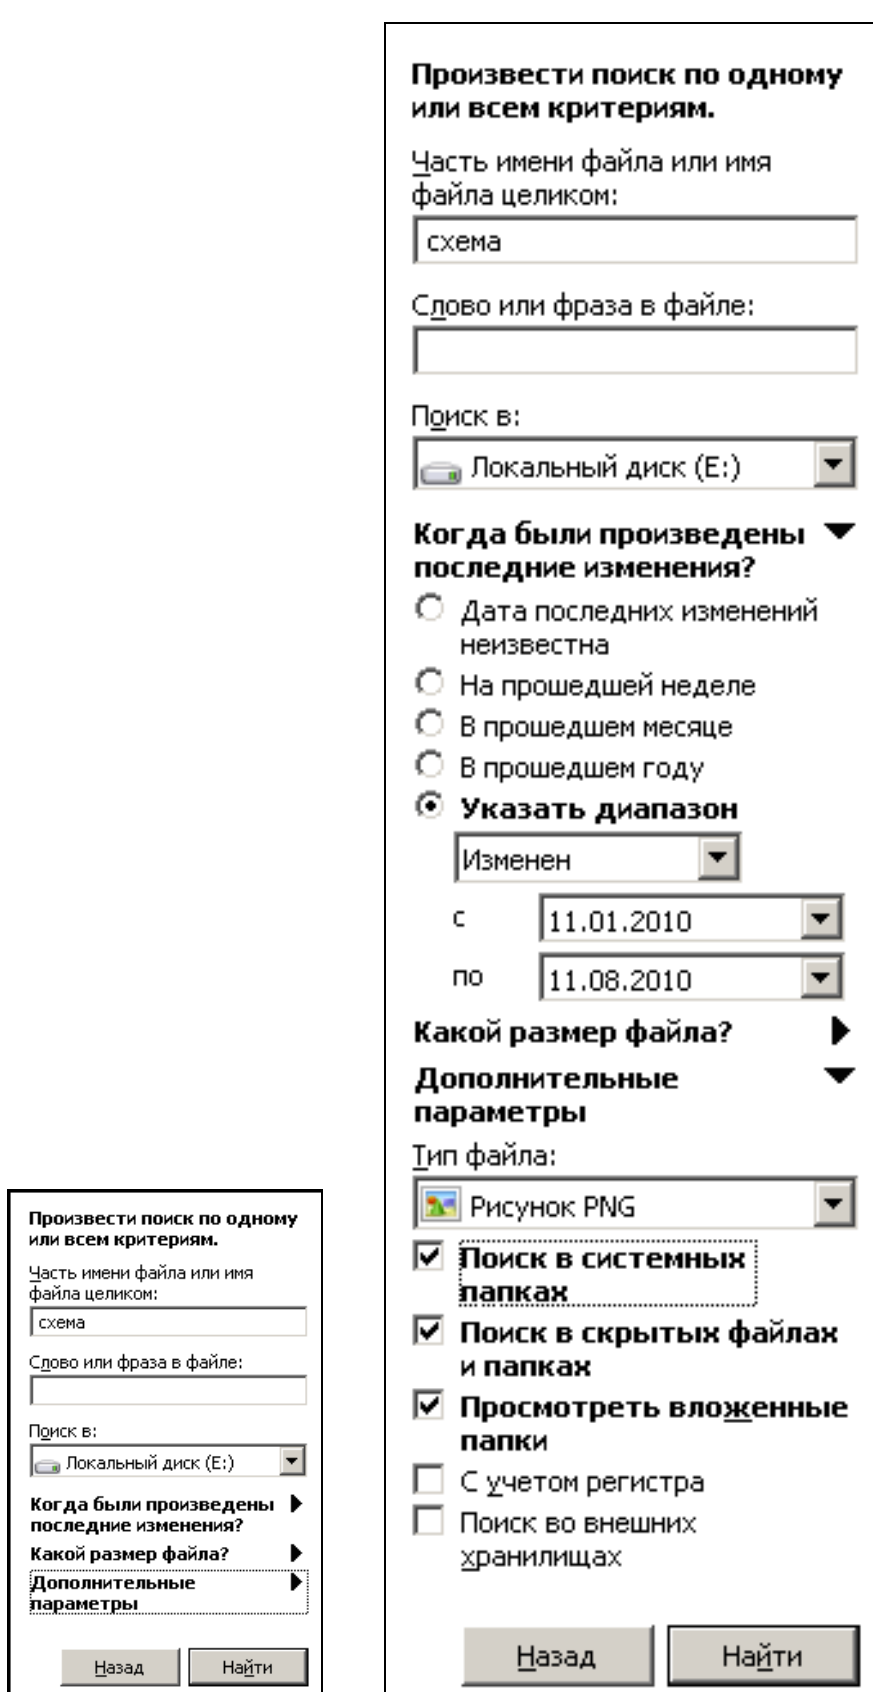 Произвести поиск по одному
или всем критериям.
Часть имени файла или имя
файла целиком:
схема
Слово или фраза в файле:
Поиск в:
Локальный диск (E:)
Когда были произведены
последние изменения?
Какой размер файла?
Дополнительные
параметры
Назад
Найти
Произвести поиск по одному
или всем критериям.
Часть имени файла или имя
файла целиком:
схема
Слово или фраза в файле:
Поиск в:
Локальный диск (E:)
Когда были произведены
последние изменения?
Дата последних изменений
неизвестна
На прошедшей неделе
В прошедшем месяце
В прошедшем году
Указать диапазон
Изменен
с 11.01.2010
по 11.08.2010
Какой размер файла?
Дополнительные
параметры
Тип файла:
Рисунок PNG
Поиск в системных
папках
Поиск в скрытых файлах
и папках
Просмотреть вложенные
папки
С учетом регистра
Поиск во внешних
хранилищах
Назад
Найти